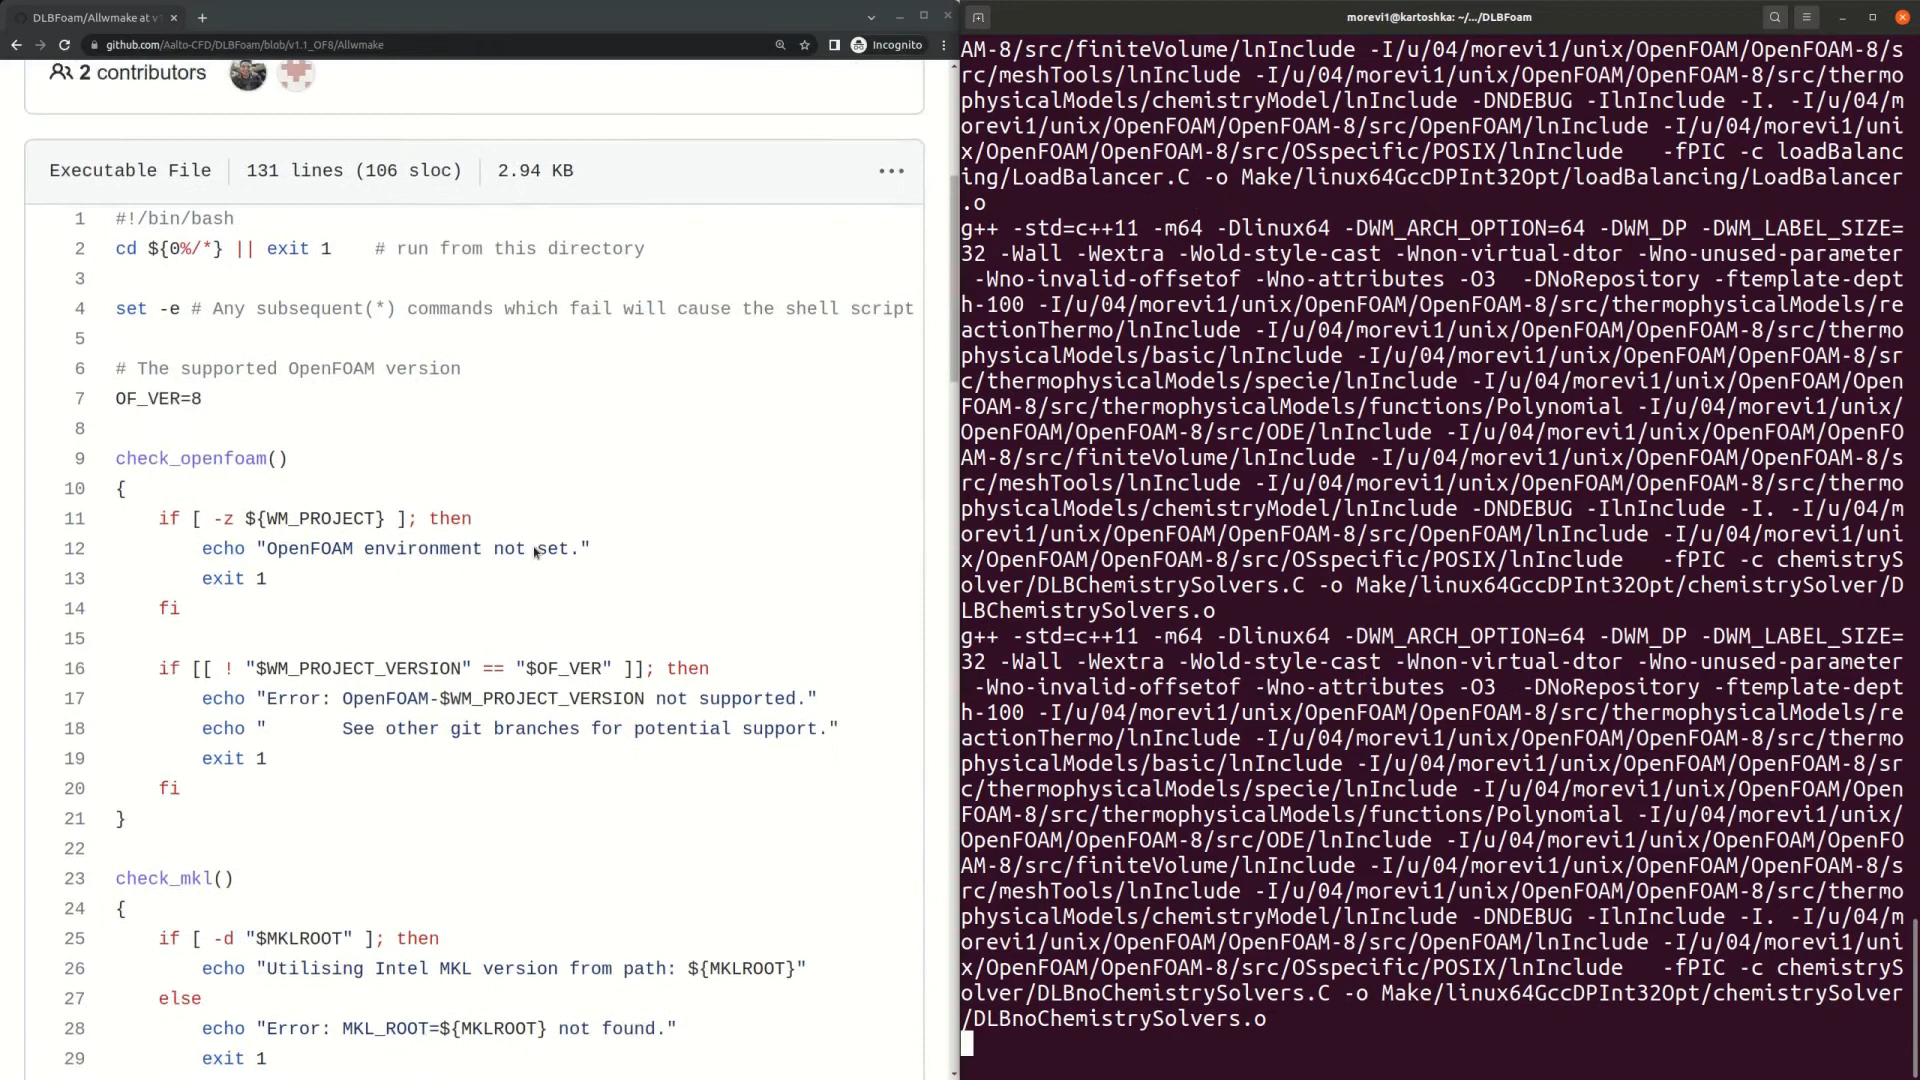 DLBFoam/Allwmake at v1
github.com/Aalto-CFD/DLBFoam/blob/v1.1_OF8/Allwmake
Incognito
2 contributors
Executable File
131 lines (106 sloc)
2.94 KB
1 #!/bin/bash
2 cd ${0%/*} || exit 1    # run from this directory
3
4 set -e # Any subsequent(*) commands which fail will cause the shell script
5
6 # The supported OpenFOAM version
7 OF_VER=8
8
9 check_openfoam()
10 {
11     if [ -z ${WM_PROJECT} ]; then
12         echo "OpenFOAM environment not set."
13         exit 1
14     fi
15
16     if [[ ! "$WM_PROJECT_VERSION" == "$OF_VER" ]]; then
17         echo "Error: OpenFOAM-$WM_PROJECT_VERSION not supported."
18         echo "       See other git branches for potential support."
19         exit 1
20     fi
21 }
22
23 check_mkl()
24 {
25     if [ -d "$MKLROOT" ]; then
26         echo "Utilising Intel MKL version from path: ${MKLROOT}"
27     else
28         echo "Error: MKL_ROOT=${MKLROOT} not found."
29         exit 1
morevi1@kartoshka: ~/.../DLBFoam
AM-8/src/finiteVolume/lnInclude -I/u/04/morevi1/unix/OpenFOAM/OpenFOAM-8/s
rc/meshTools/lnInclude -I/u/04/morevi1/unix/OpenFOAM/OpenFOAM-8/src/thermo
physicalModels/chemistryModel/lnInclude -DNDEBUG -IlnInclude -I. -I/u/04/m
orevi1/unix/OpenFOAM/OpenFOAM-8/src/OpenFOAM/lnInclude -I/u/04/morevi1/uni
x/OpenFOAM/OpenFOAM-8/src/OSspecific/POSIX/lnInclude   -fPIC -c loadBalanc
ing/LoadBalancer.C -o Make/linux64GccDPInt32Opt/loadBalancing/LoadBalancer
.o
g++ -std=c++11 -m64 -Dlinux64 -DWM_ARCH_OPTION=64 -DWM_DP -DWM_LABEL_SIZE=
32 -Wall -Wextra -Wold-style-cast -Wnon-virtual-dtor -Wno-unused-parameter
 -Wno-invalid-offsetof -Wno-attributes -O3  -DNoRepository -ftemplate-dept
h-100 -I/u/04/morevi1/unix/OpenFOAM/OpenFOAM-8/src/thermophysicalModels/re
actionThermo/lnInclude -I/u/04/morevi1/unix/OpenFOAM/OpenFOAM-8/src/thermo
physicalModels/basic/lnInclude -I/u/04/morevi1/unix/OpenFOAM/OpenFOAM-8/sr
c/thermophysicalModels/specie/lnInclude -I/u/04/morevi1/unix/OpenFOAM/Open
FOAM-8/src/thermophysicalModels/functions/Polynomial -I/u/04/morevi1/unix/
OpenFOAM/OpenFOAM-8/src/ODE/lnInclude -I/u/04/morevi1/unix/OpenFOAM/OpenFO
AM-8/src/finiteVolume/lnInclude -I/u/04/morevi1/unix/OpenFOAM/OpenFOAM-8/s
rc/meshTools/lnInclude -I/u/04/morevi1/unix/OpenFOAM/OpenFOAM-8/src/thermo
physicalModels/chemistryModel/lnInclude -DNDEBUG -IlnInclude -I. -I/u/04/m
orevi1/unix/OpenFOAM/OpenFOAM-8/src/OpenFOAM/lnInclude -I/u/04/morevi1/uni
x/OpenFOAM/OpenFOAM-8/src/OSspecific/POSIX/lnInclude   -fPIC -c chemistryS
olver/DLBChemistrySolvers.C -o Make/linux64GccDPInt32Opt/chemistrySolver/D
LBChemistrySolvers.o
g++ -std=c++11 -m64 -Dlinux64 -DWM_ARCH_OPTION=64 -DWM_DP -DWM_LABEL_SIZE=
32 -Wall -Wextra -Wold-style-cast -Wnon-virtual-dtor -Wno-unused-parameter
 -Wno-invalid-offsetof -Wno-attributes -O3  -DNoRepository -ftemplate-dept
h-100 -I/u/04/morevi1/unix/OpenFOAM/OpenFOAM-8/src/thermophysicalModels/re
actionThermo/lnInclude -I/u/04/morevi1/unix/OpenFOAM/OpenFOAM-8/src/thermo
physicalModels/basic/lnInclude -I/u/04/morevi1/unix/OpenFOAM/OpenFOAM-8/sr
c/thermophysicalModels/specie/lnInclude -I/u/04/morevi1/unix/OpenFOAM/Open
FOAM-8/src/thermophysicalModels/functions/Polynomial -I/u/04/morevi1/unix/
OpenFOAM/OpenFOAM-8/src/ODE/lnInclude -I/u/04/morevi1/unix/OpenFOAM/OpenFO
AM-8/src/finiteVolume/lnInclude -I/u/04/morevi1/unix/OpenFOAM/OpenFOAM-8/s
rc/meshTools/lnInclude -I/u/04/morevi1/unix/OpenFOAM/OpenFOAM-8/src/thermo
physicalModels/chemistryModel/lnInclude -DNDEBUG -IlnInclude -I. -I/u/04/m
orevi1/unix/OpenFOAM/OpenFOAM-8/src/OpenFOAM/lnInclude -I/u/04/morevi1/uni
x/OpenFOAM/OpenFOAM-8/src/OSspecific/POSIX/lnInclude   -fPIC -c chemistryS
olver/DLBnoChemistrySolvers.C -o Make/linux64GccDPInt32Opt/chemistrySolver
/DLBnoChemistrySolvers.o